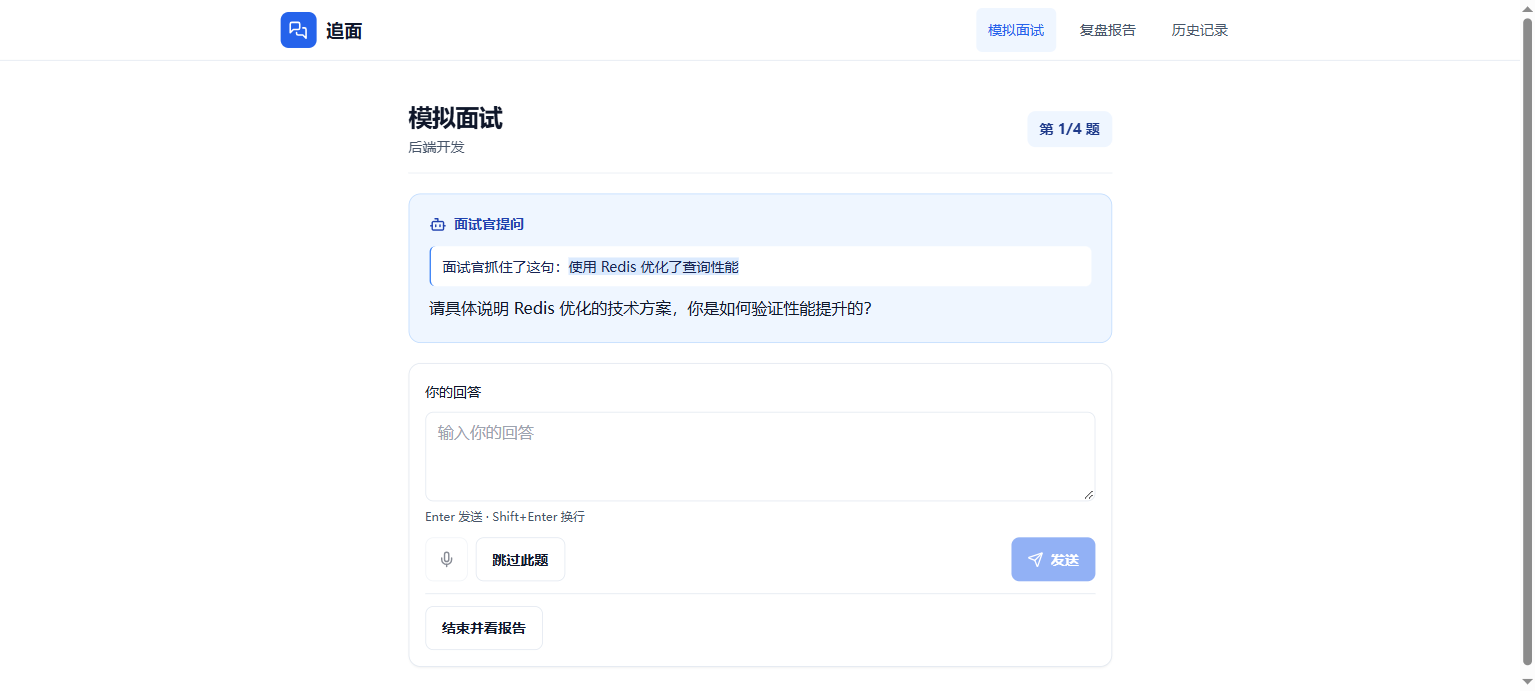 追面
模拟面试 复盘报告 历史记录
模拟面试
后端开发
第 1/4 题
面试官提问
面试官抓住了这句：使用 Redis 优化了查询性能
请具体说明 Redis 优化的技术方案，你是如何验证性能提升的？
你的回答
输入你的回答
Enter 发送 · Shift+Enter 换行
跳过此题
发送
结束并看报告